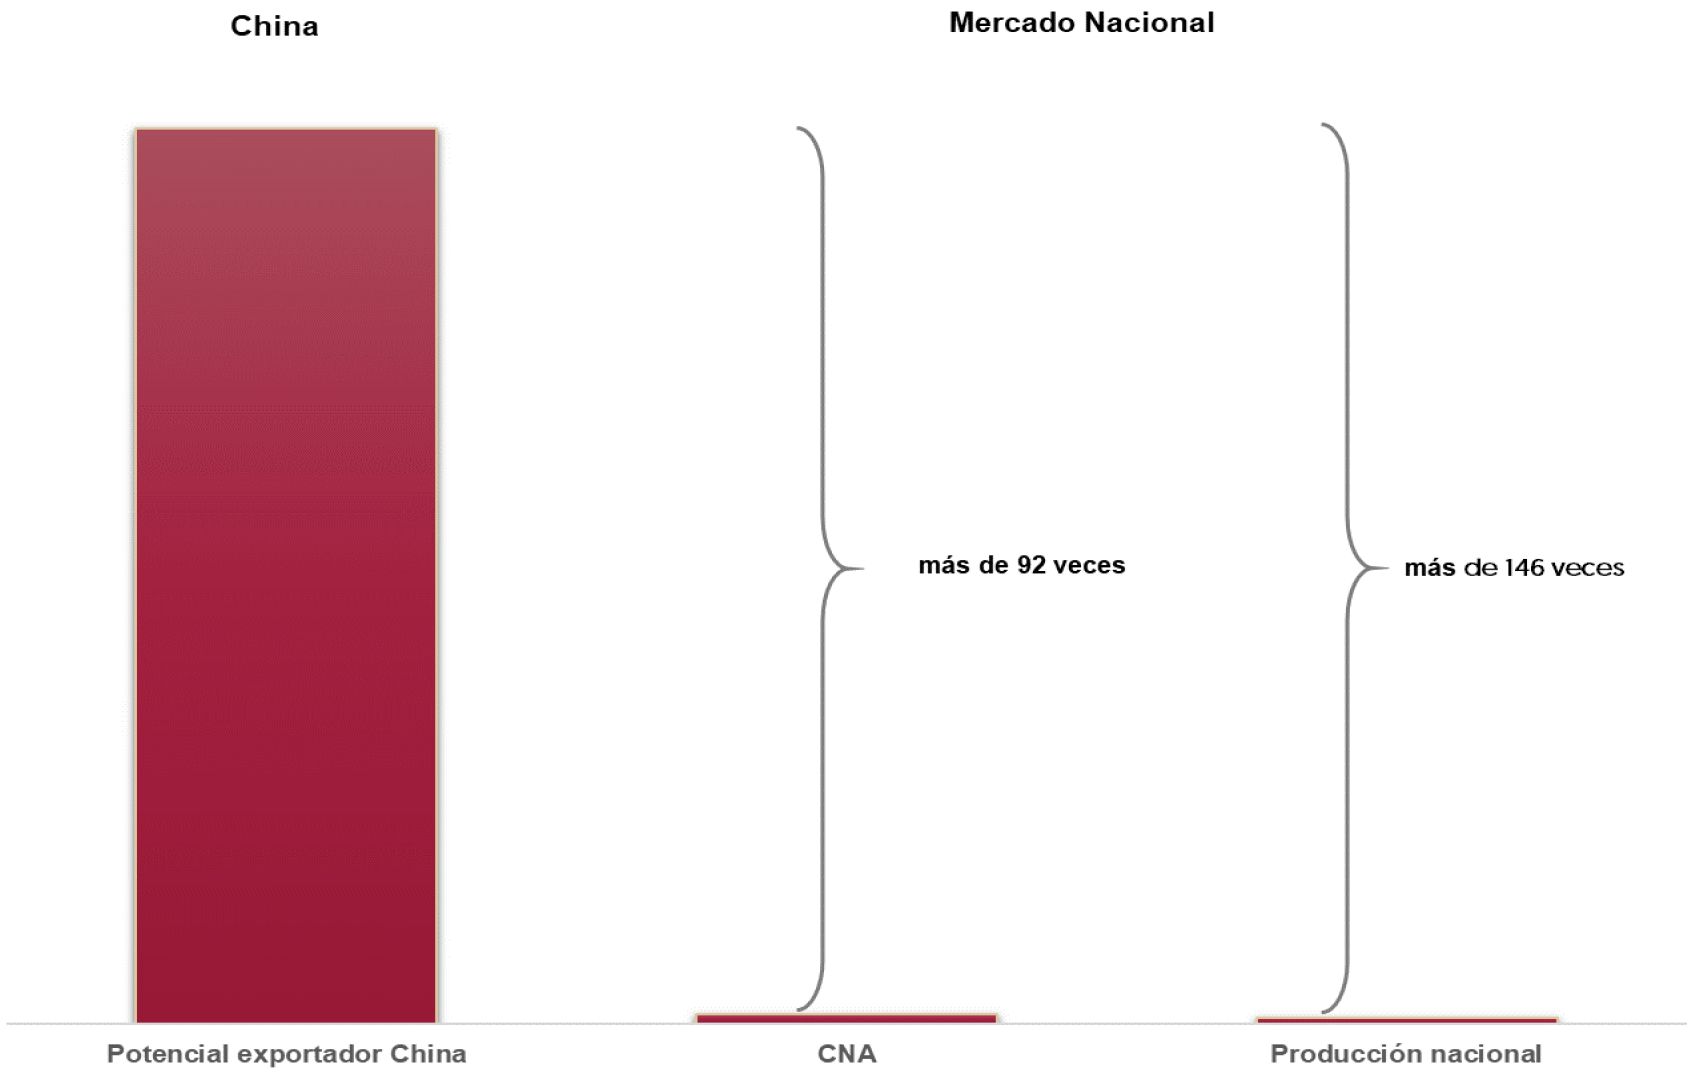 China
Mercado Nacional
más de 92 veces
más de 146 veces
Potencial exportador China
CNA
Producción nacional